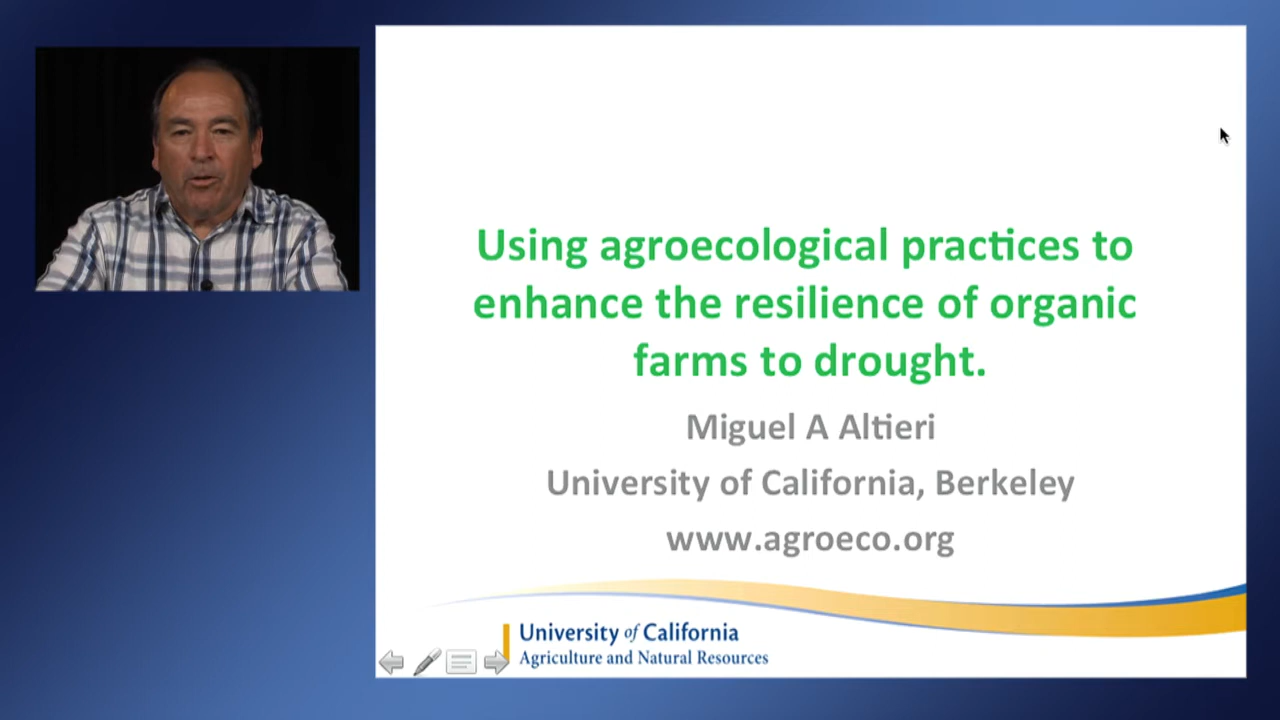 Using agroecological practices to
enhance the resilience of organic
farms to drought.
Miguel A Altieri
University of California, Berkeley
www.agroeco.org
University of California
Agriculture and Natural Resources